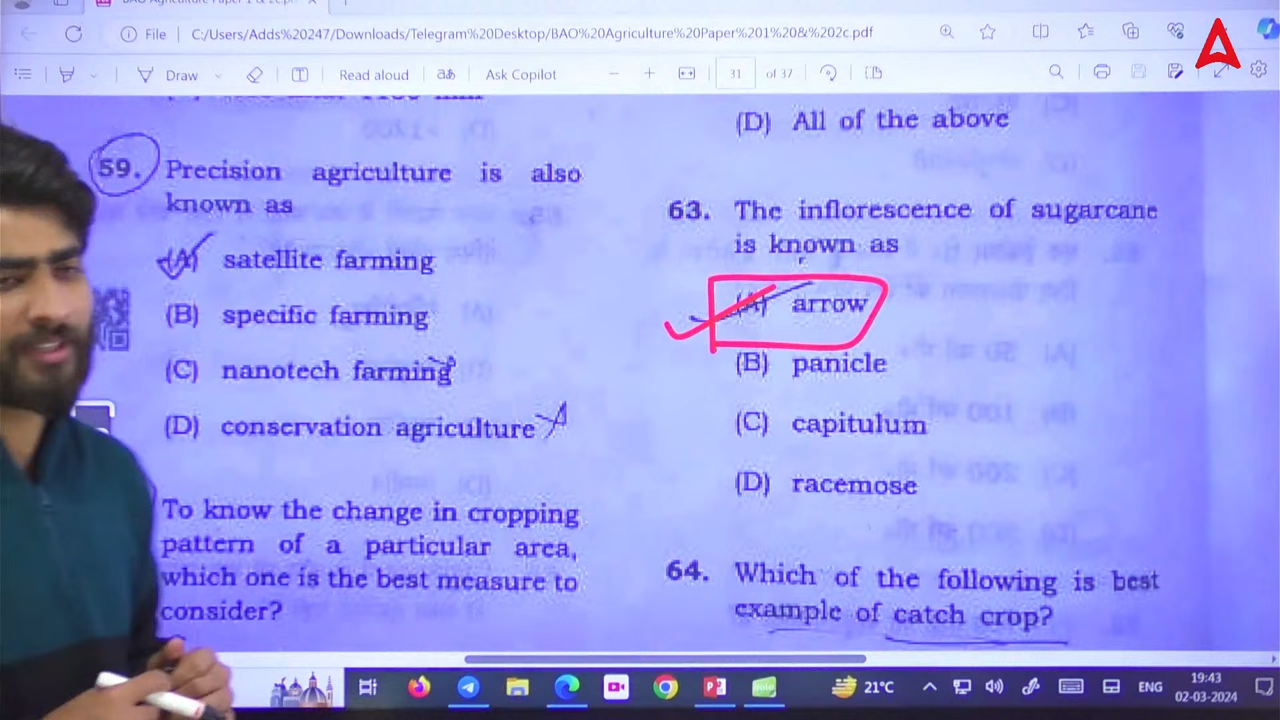 File
C:/Users/Adds%20247/Downloads/Telegram%20Desktop/BAO%20Agriculture%20Paper%201%20&%202c.pdf
Draw
Read aloud
Ask Copilot
31 of 37
59. Precision agriculture is also
known as
(A) satellite farming
(B) specific farming
(C) nanotech farming
(D) conservation agriculture
To know the change in cropping
pattern of a particular area,
which one is the best measure to
consider?
(D) All of the above
63. The inflorescence of sugarcane
is known as
(A) arrow
(B) panicle
(C) capitulum
(D) racemose
64. Which of the following is best
example of catch crop?
21°C
ENG
19:43
02-03-2024